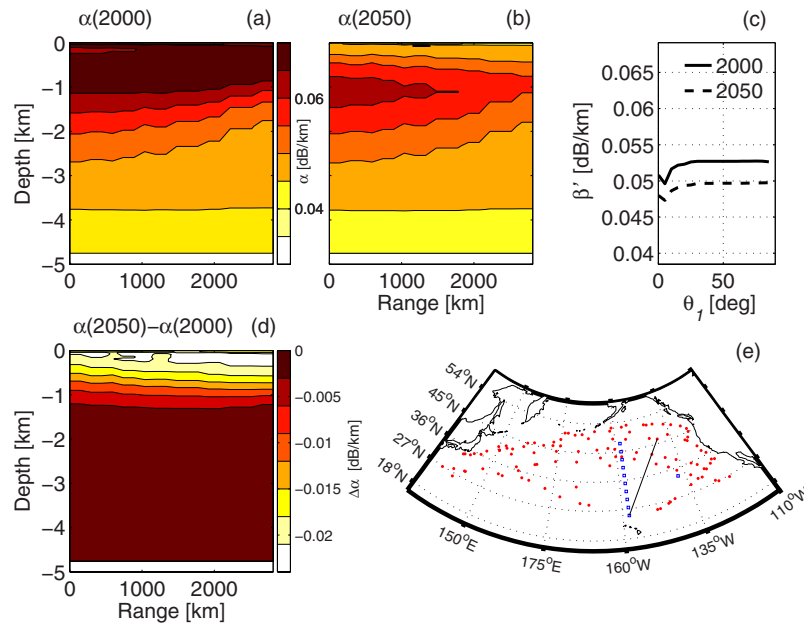 α(2000) (a)
α(2050) (b)
(c)
0
-1
-2
-3
-4
-5
Depth [km]
0 1000 2000
0.06
0.04
α [dB/km]
0 1000 2000
Range [km]
0.065
0.06
0.055
0.05
0.045
0.04
β′ [dB/km]
2000
2050
0 50
θ1 [deg]
α(2050)−α(2000) (d)
0
-1
-2
-3
-4
-5
Depth [km]
0 1000 2000
Range [km]
0
−0.005
−0.01
−0.015
−0.02
Δα [dB/km]
(e)
54°N
45°N
36°N
27°N
18°N
150°E
175°E
160°W
135°W
110°W